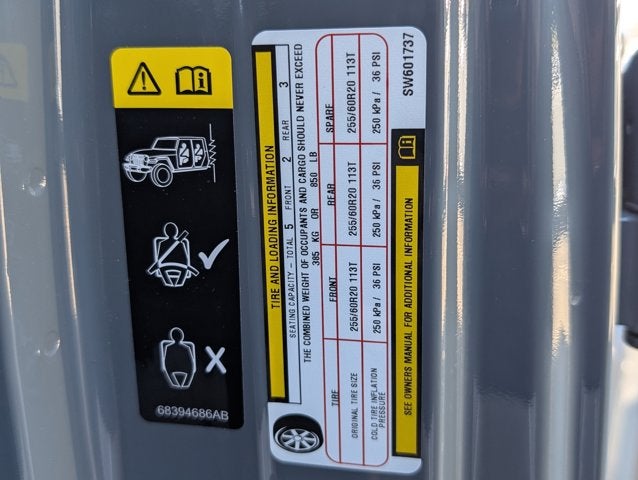 68394686AB
TIRE AND LOADING INFORMATION
SEATING CAPACITY - TOTAL 5 FRONT 2 REAR 3
THE COMBINED WEIGHT OF OCCUPANTS AND CARGO SHOULD NEVER EXCEED
385 KG OR 850 LB
TIRE FRONT REAR SPARE
ORIGINAL TIRE SIZE 255/60R20 113T 255/60R20 113T 255/60R20 113T
COLD TIRE INFLATION
PRESSURE 250 kPa / 36 PSI 250 kPa / 36 PSI 250 kPa / 36 PSI
SEE OWNERS MANUAL FOR ADDITIONAL INFORMATION
SW601737